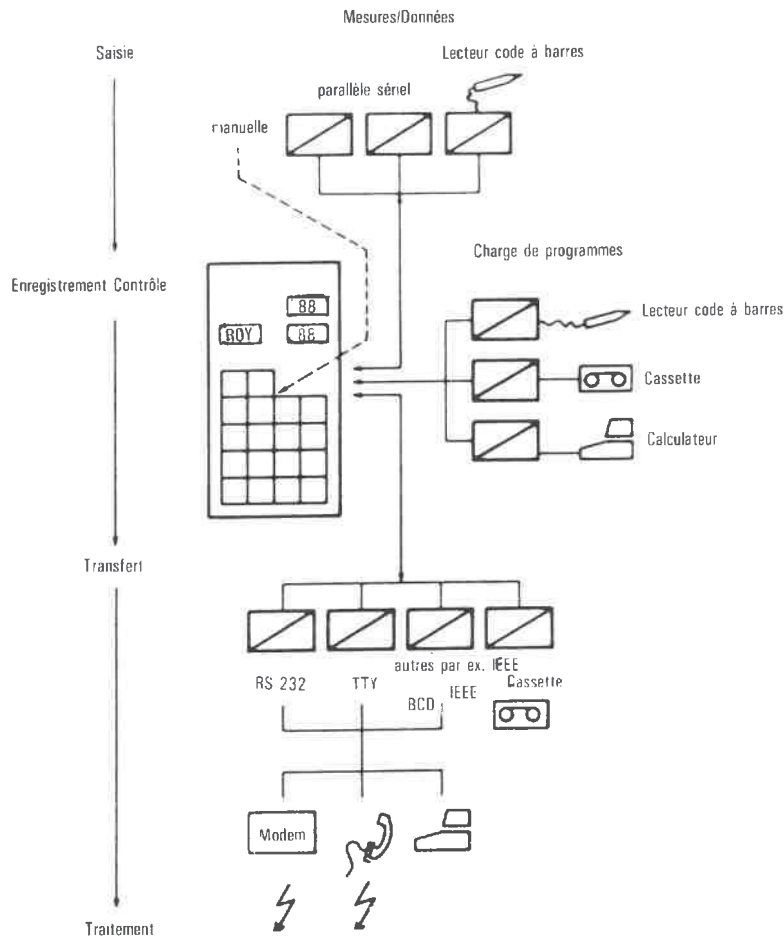 Mesures/Données
Saisie
Lecteur code à barres
parallèle sériel
manuelle
Charge de programmes
Enregistrement Contrôle
88
Lecteur code à barres
RDY 88
Cassette
Calculateur
Transfert
autres par ex. IEEE
RS 232 TTY IEEE Cassette
BCD
Modem
Traitement